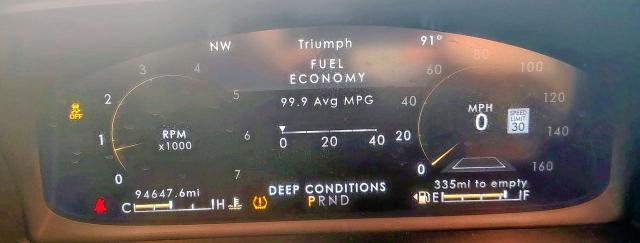 NW Triumph 91°
FUEL
ECONOMY
99.9 Avg MPG
0 20 40
0 1 2 3 4 5 6 7
RPM
x1000
0 20 40 60 80 100 120 140 160
MPH
0
SPEED
LIMIT
30
OFF
94647.6mi
C H
DEEP CONDITIONS
PRND
335mi to empty
E F